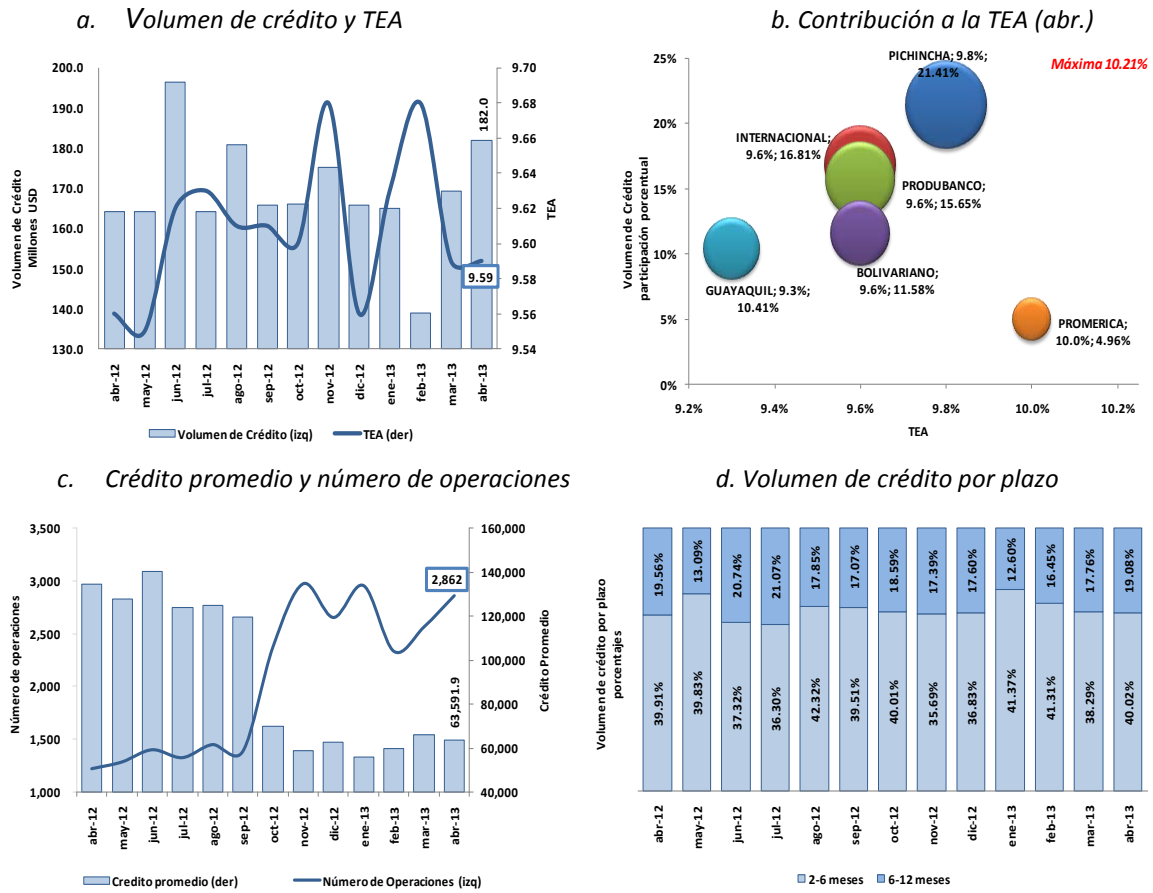 a. Volumen de crédito y TEA
200.0
190.0
180.0
170.0
160.0
150.0
140.0
130.0
Volumen de Crédito
Millones USD
9.70
9.68
9.66
9.64
9.62
9.60
9.58
9.56
9.54
TEA
182.0
9.59
abr-12
may-12
jun-12
jul-12
ago-12
sep-12
oct-12
nov-12
dic-12
ene-13
feb-13
mar-13
abr-13
Volumen de Crédito (izq)
TEA (der)
b. Contribución a la TEA (abr.)
Máxima 10.21%
25%
20%
15%
10%
5%
0%
Volumen de Crédito
participación porcentual
PICHINCHA; 9.8%;
21.41%
INTERNACIONAL;
9.6%; 16.81%
PRODUBANCO;
9.6%; 15.65%
BOLIVARIANO;
9.6%; 11.58%
GUAYAQUIL; 9.3%;
10.41%
PROMERICA;
10.0%; 4.96%
9.2%
9.4%
9.6%
9.8%
10.0%
10.2%
TEA
c. Crédito promedio y número de operaciones
3,500
3,000
2,500
2,000
1,500
1,000
Número de operaciones
160,000
140,000
120,000
100,000
80,000
60,000
40,000
Crédito Promedio
2,862
63,591.9
abr-12
may-12
jun-12
jul-12
ago-12
sep-12
oct-12
nov-12
dic-12
ene-13
feb-13
mar-13
abr-13
Credito promedio (der)
Número de Operaciones (izq)
d. Volumen de crédito por plazo
Volumen de crédito por plazo
porcentajes
19.56%
13.09%
20.74%
21.07%
17.85%
17.07%
18.59%
17.39%
17.60%
12.60%
16.45%
17.76%
19.08%
39.91%
39.83%
37.32%
36.30%
42.32%
39.51%
40.01%
35.69%
36.83%
41.37%
41.31%
38.29%
40.02%
abr-12
may-12
jun-12
jul-12
ago-12
sep-12
oct-12
nov-12
dic-12
ene-13
feb-13
mar-13
abr-13
2-6 meses
6-12 meses